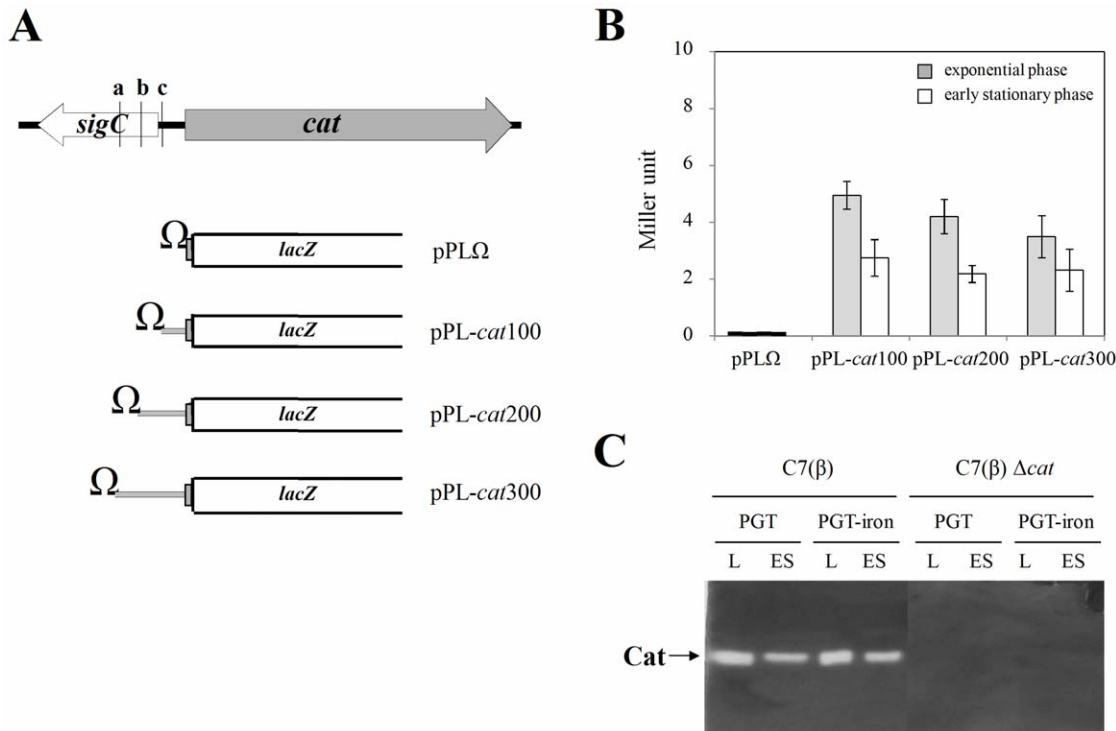 A
a b c
sigC
cat
Ω lacZ pPLΩ
Ω lacZ pPL-cat100
Ω lacZ pPL-cat200
Ω lacZ pPL-cat300
B
Miller unit
10
8
6
4
2
0
exponential phase
early stationary phase
pPLΩ pPL-cat100 pPL-cat200 pPL-cat300
C
C7(β) C7(β) Δcat
PGT PGT-iron PGT PGT-iron
L ES L ES L ES L ES
Cat